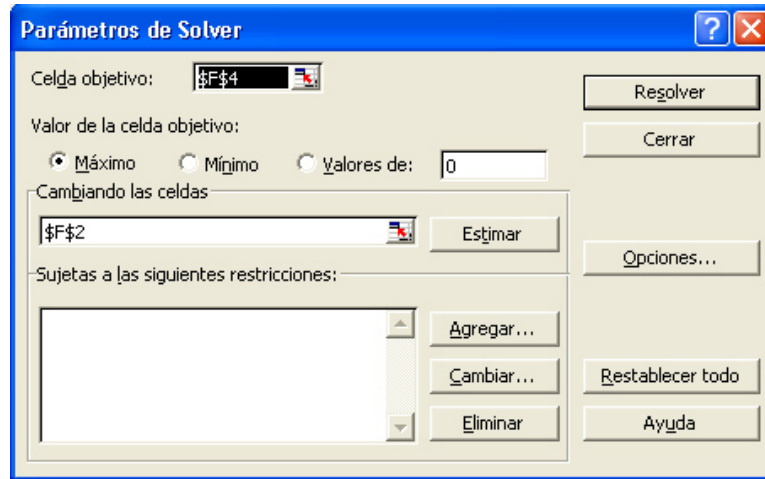 Parámetros de Solver
Celda objetivo: $F$4
Resolver
Valor de la celda objetivo:
Cerrar
Máximo Mínimo Valores de: 0
Cambiando las celdas
$F$2 Estimar
Opciones...
Sujetas a las siguientes restricciones:
Agregar...
Cambiar... Restablecer todo
Eliminar Ayuda